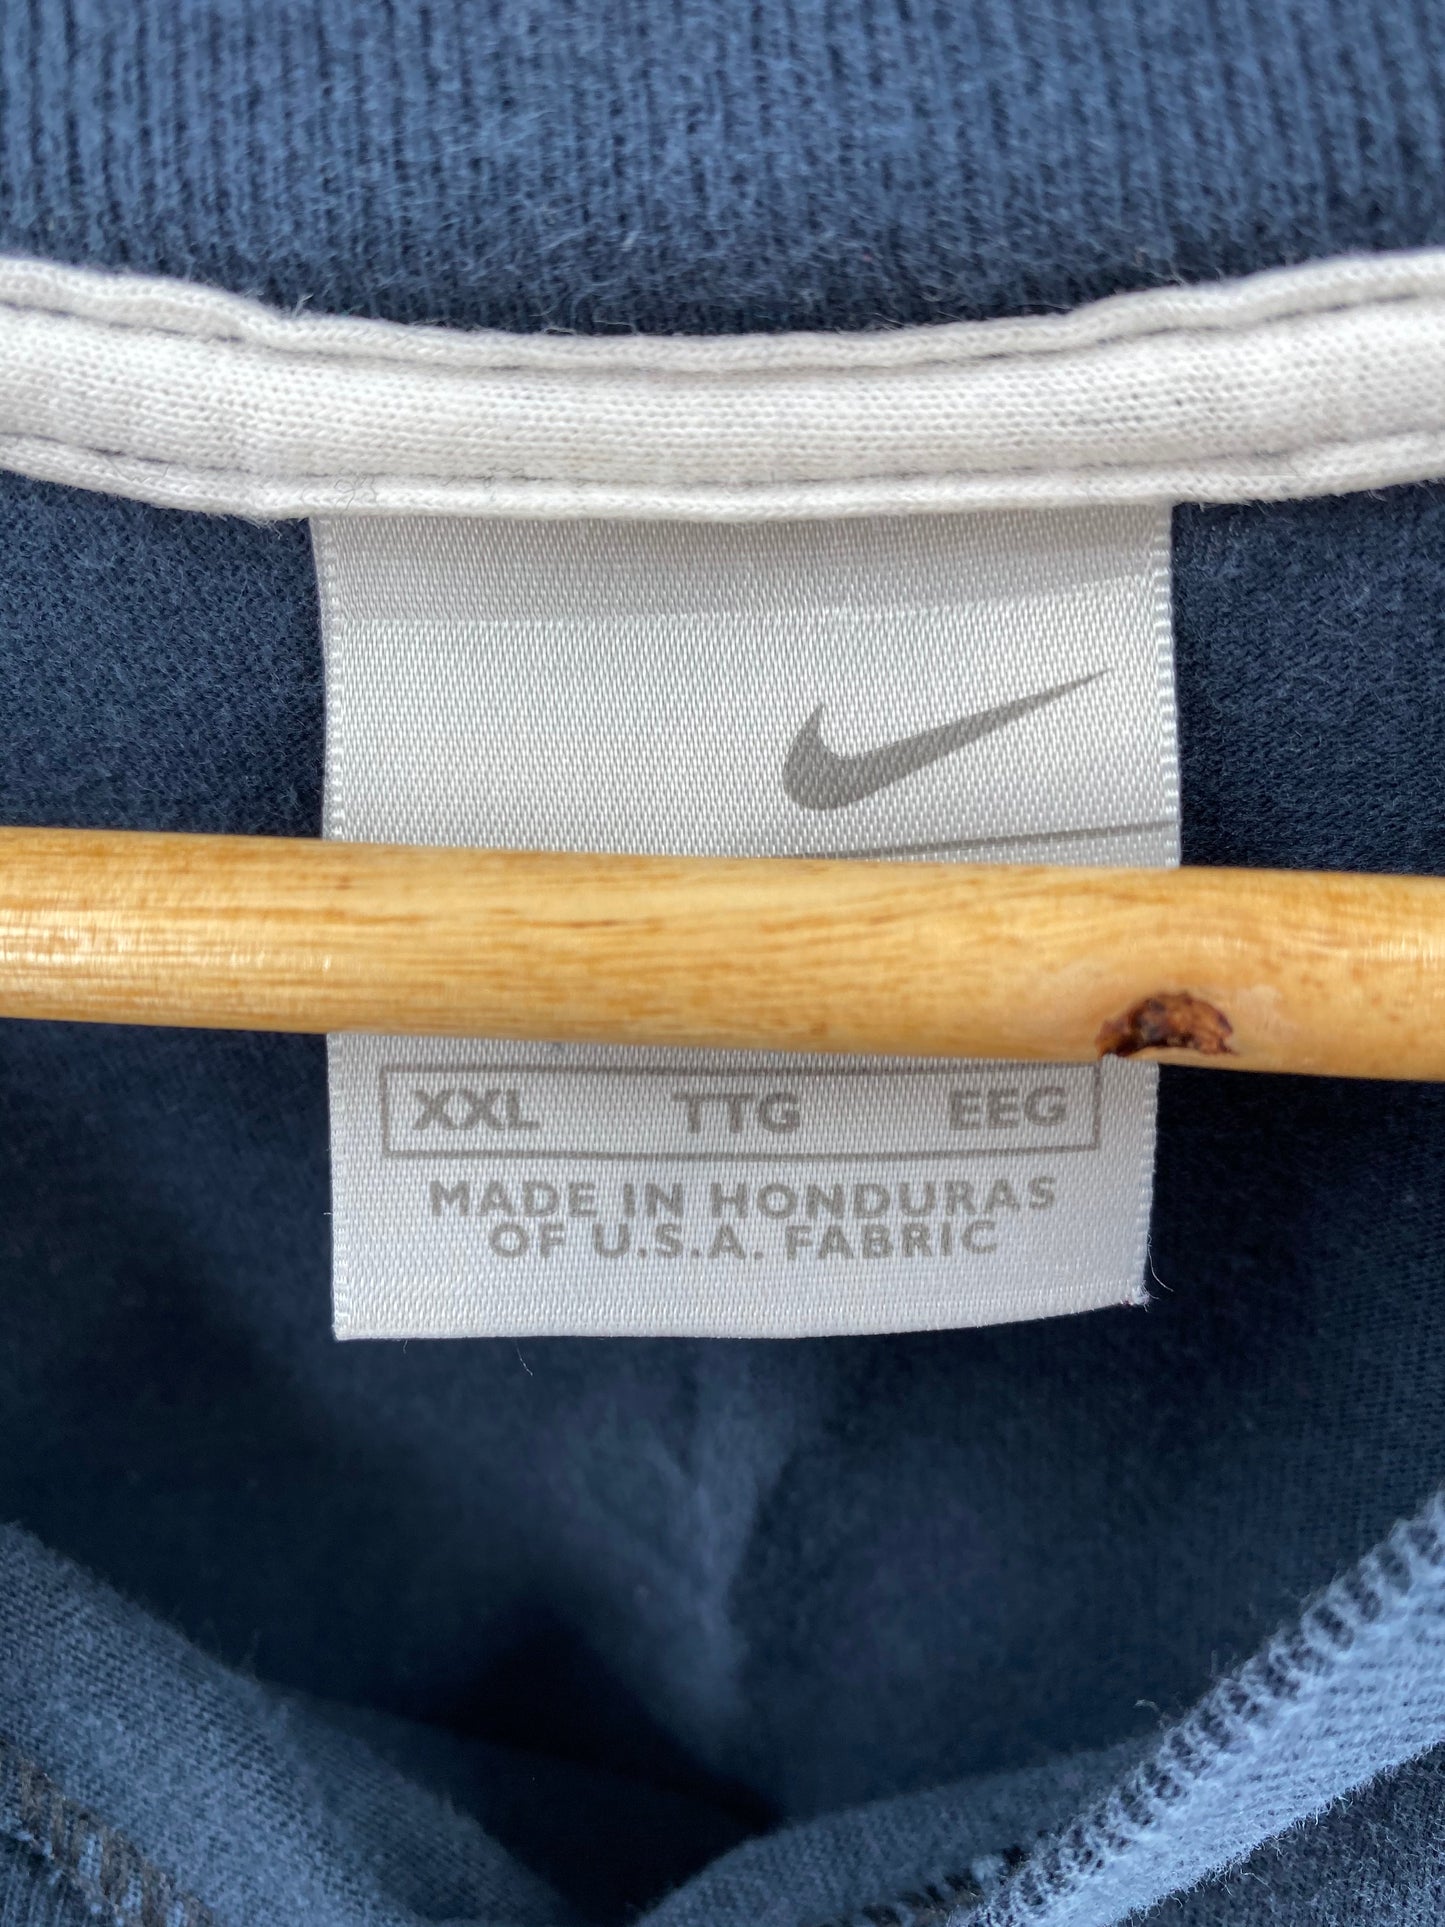 XXL TTG EEG
MADE IN HONDURAS
OF U.S.A. FABRIC